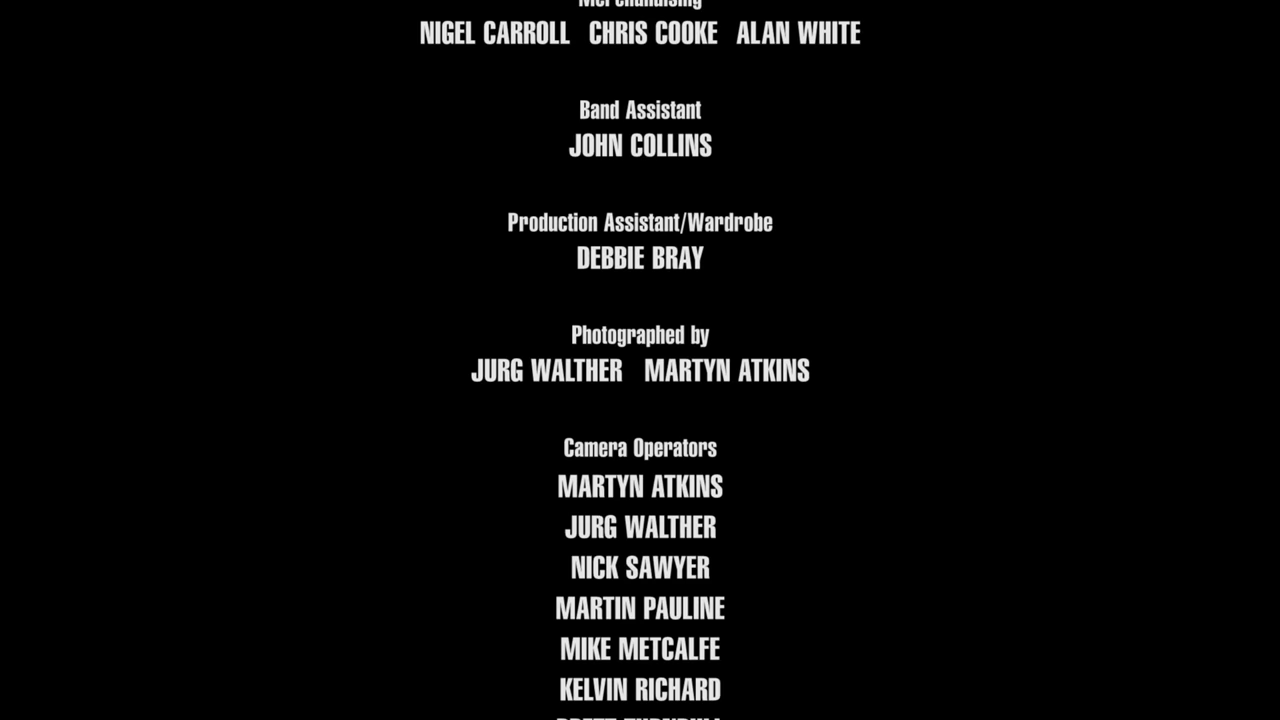 Merchandising
NIGEL CARROLL CHRIS COOKE ALAN WHITE
Band Assistant
JOHN COLLINS
Production Assistant/Wardrobe
DEBBIE BRAY
Photographed by
JURG WALTHER MARTYN ATKINS
Camera Operators
MARTYN ATKINS
JURG WALTHER
NICK SAWYER
MARTIN PAULINE
MIKE METCALFE
KELVIN RICHARD